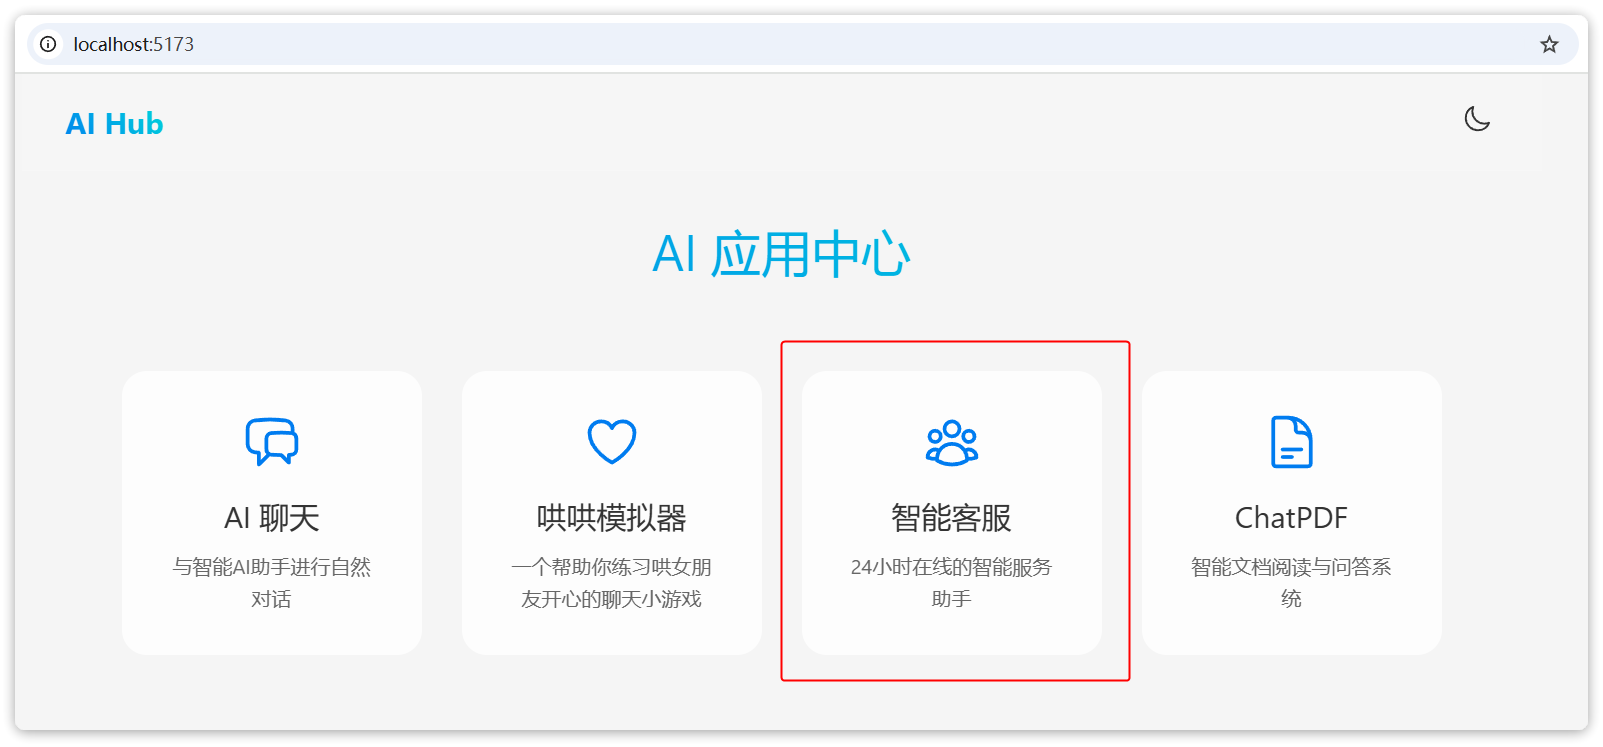 localhost:5173
AI Hub
AI 应用中心
AI 聊天
与智能AI助手进行自然
对话
哄哄模拟器
一个帮助你练习哄女朋
友开心的聊天小游戏
智能客服
24小时在线的智能服务
助手
ChatPDF
智能文档阅读与问答系
统